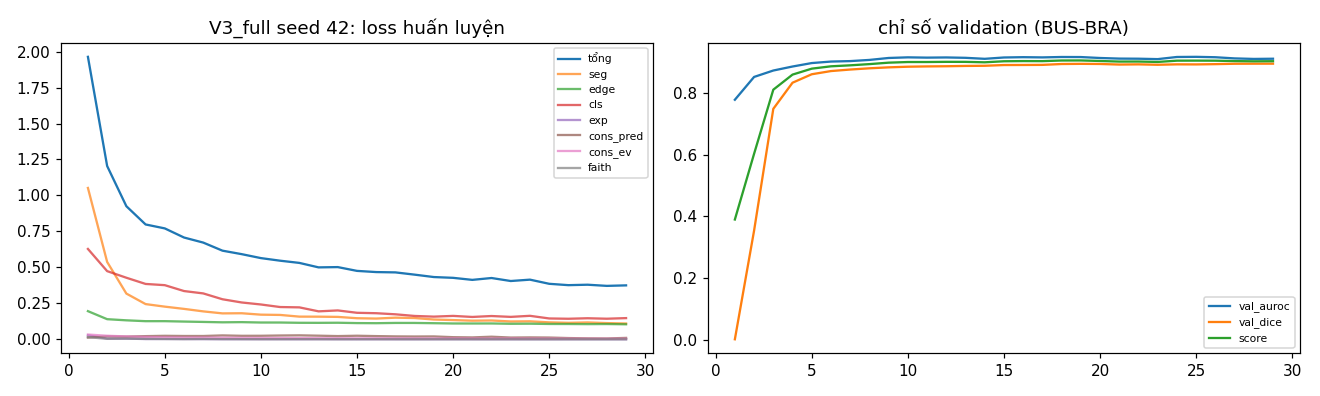 V3_full seed 42: loss huấn luyện
2.00
1.75
1.50
1.25
1.00
0.75
0.50
0.25
0.00
0
5
10
15
20
25
30
tổng
seg
edge
cls
exp
cons_pred
cons_ev
faith
chỉ số validation (BUS-BRA)
0.8
0.6
0.4
0.2
0.0
0
5
10
15
20
25
30
val_auroc
val_dice
score